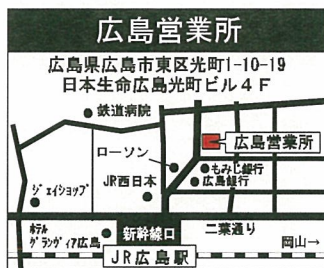 広島営業所
広島県広島市東区光町1-10-19
日本生命広島光町ビル4F
鉄道病院
広島営業所
ローソン
もみじ銀行
広島銀行
JR西日本
ジェイショップ
ホテル
グランヴィア広島
新幹線口
二葉通り
岡山→
JR広島駅